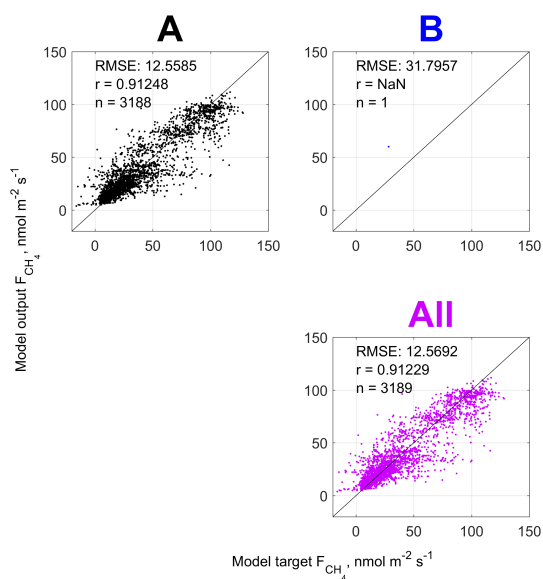 A
B
150
100
50
0
0
50
100
150
RMSE: 12.5585
r = 0.91248
n = 3188
150
100
50
0
0
50
100
150
RMSE: 31.7957
r = NaN
n = 1
All
150
100
50
0
0
50
100
150
RMSE: 12.5692
r = 0.91229
n = 3189
Model output F_CH_4, nmol m^-2 s^-1
Model target F_CH_4, nmol m^-2 s^-1